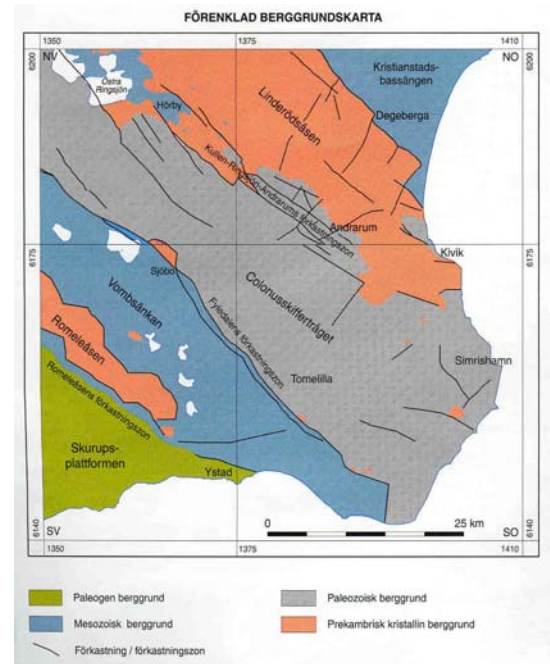 FÖRENKLAD BERGGRUNDSKARTA
1350
1375
1410
6200
NV
NO
6200
Östra
Ringsjön
Hörby
Kristianstads-
bassängen
Linderödsåsen
Degeberga
Kullen-Ringsjön-Andrarums förkastningszon
Andrarum
6175
Kivik
6175
Sjöbo
Vombsänkan
Colonusskiffertråget
Fyledalens förkastningszon
Romeleåsen
Simrishamn
Tomelilla
Romeleåsens förkastningszon
Skurups-
plattformen
Ystad
0
25 km
6140
SV
SO
6140
1350
1375
1410
Paleogen berggrund
Paleozoisk berggrund
Mesozoisk berggrund
Prekambrisk kristallin berggrund
Förkastning / förkastningszon